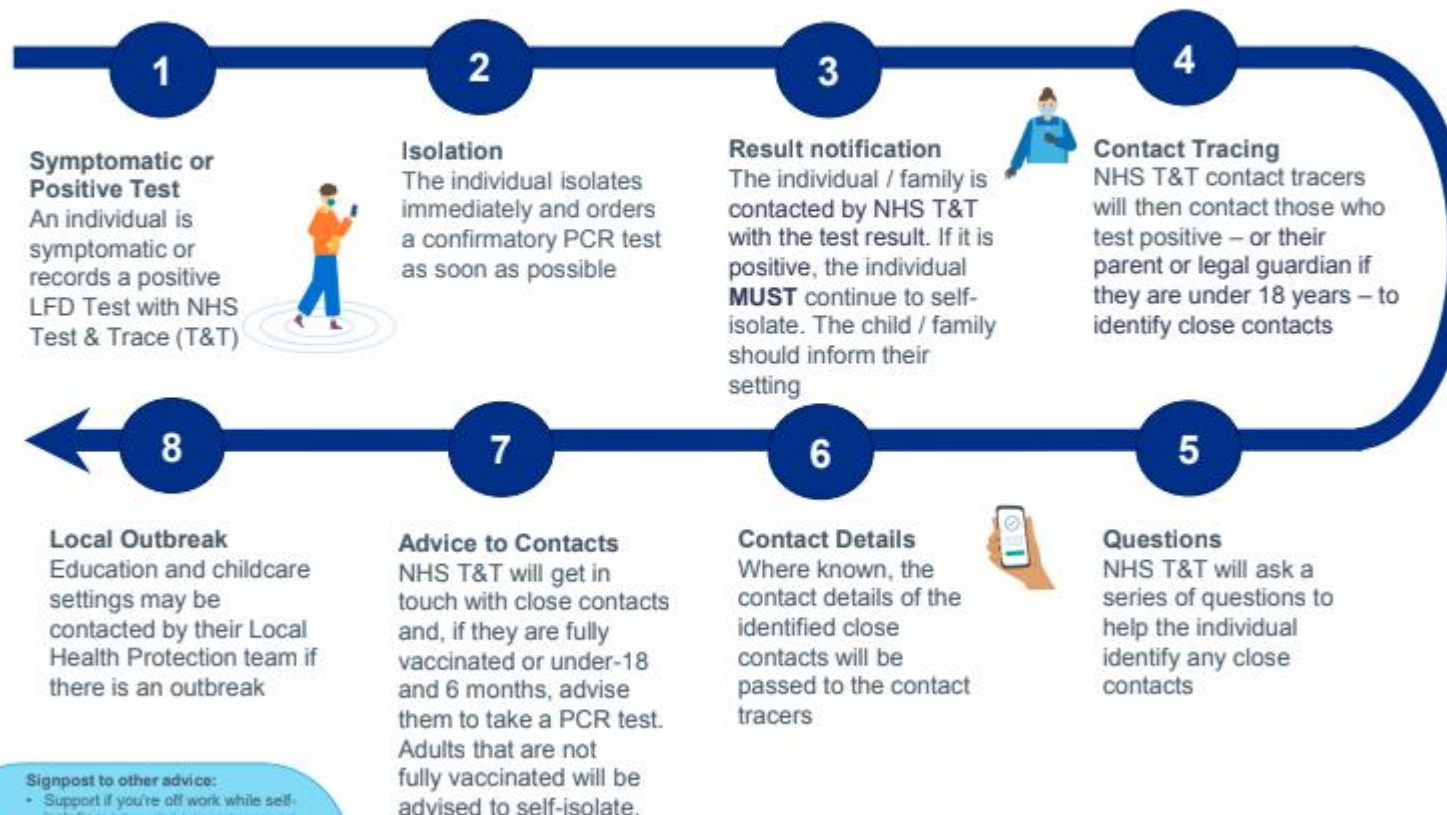 1
2
3
4
Symptomatic or
Positive Test
An individual is
symptomatic or
records a positive
LFD Test with NHS
Test & Trace (T&T)
Isolation
The individual isolates
immediately and orders
a confirmatory PCR test
as soon as possible
Result notification
The individual / family is
contacted by NHS T&T
with the test result. If it is
positive, the individual
MUST continue to self-
isolate. The child / family
should inform their
setting
Contact Tracing
NHS T&T contact tracers
will then contact those who
test positive – or their
parent or legal guardian if
they are under 18 years – to
identify close contacts
5
Questions
NHS T&T will ask a
series of questions to
help the individual
identify any close
contacts
6
Contact Details
Where known, the
contact details of the
identified close
contacts will be
passed to the contact
tracers
7
Advice to Contacts
NHS T&T will get in
touch with close contacts
and, if they are fully
vaccinated or under-18
and 6 months, advise
them to take a PCR test.
Adults that are not
fully vaccinated will be
advised to self-isolate.
8
Local Outbreak
Education and childcare
settings may be
contacted by their Local
Health Protection team if
there is an outbreak
Signpost to other advice:
• Support if you're off work while self-